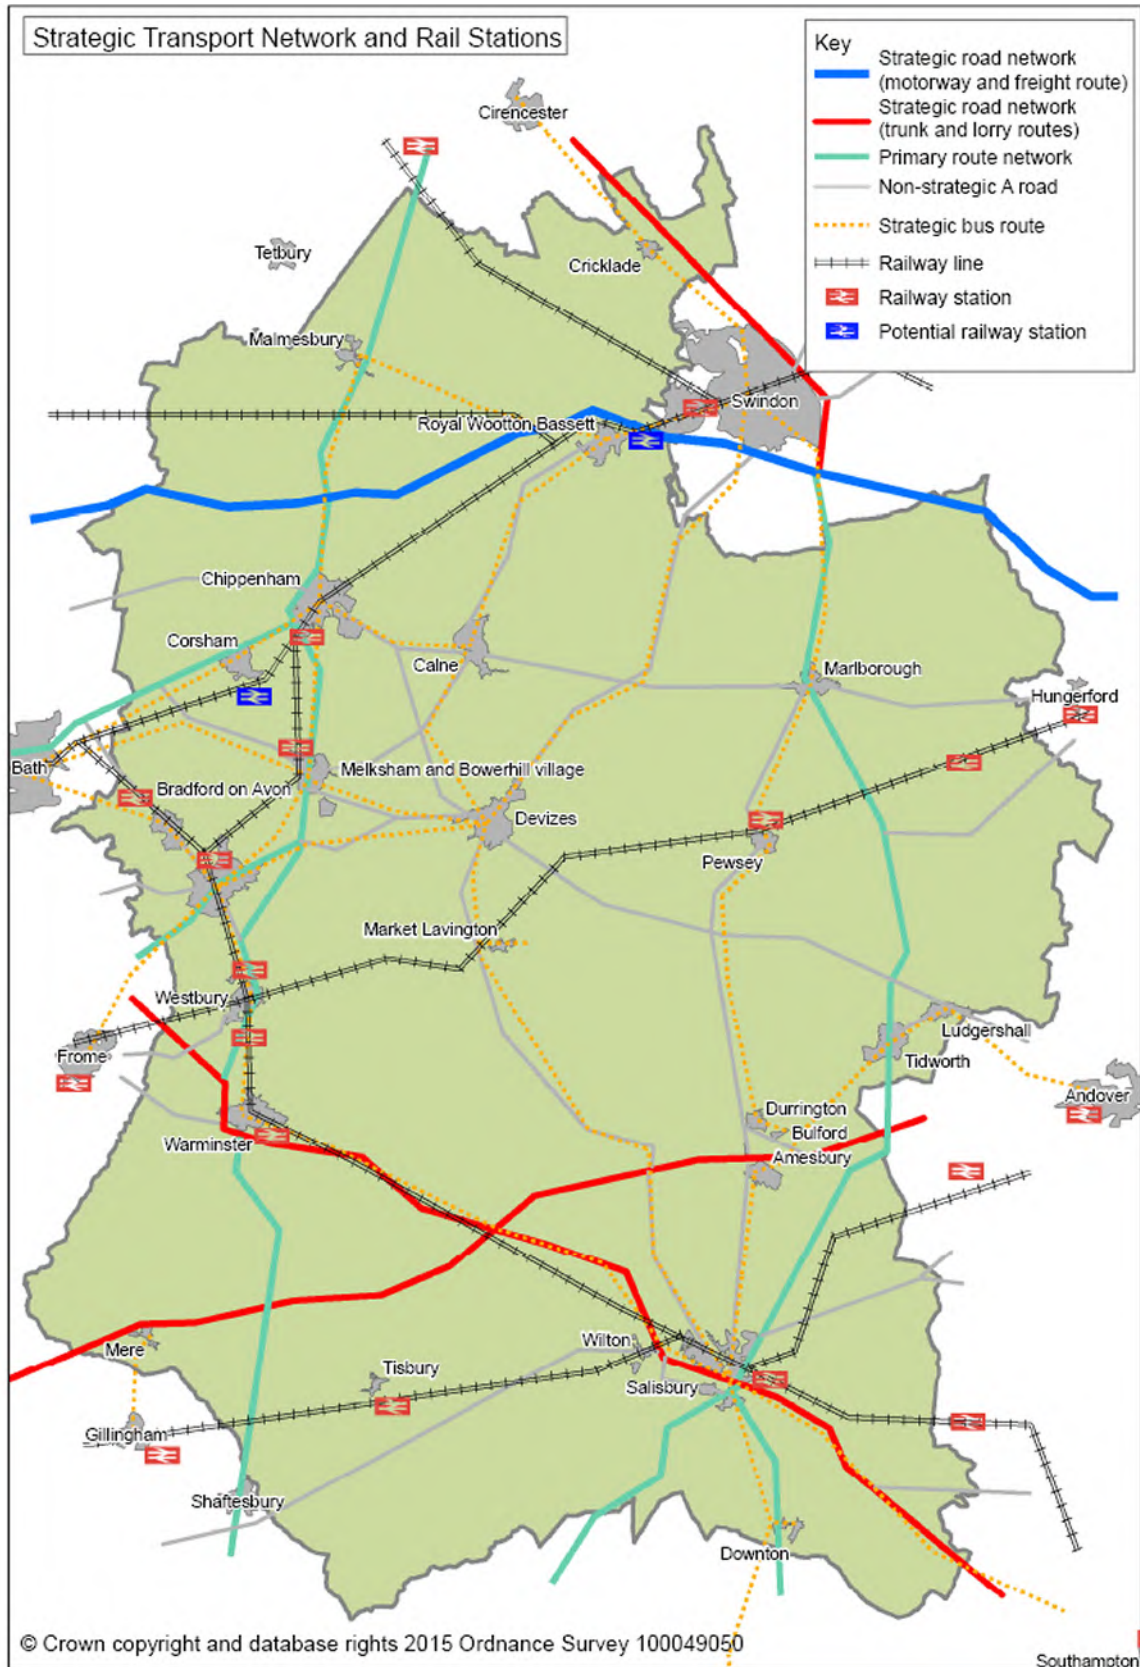 Strategic Transport Network and Rail Stations
Key
Strategic road network
(motorway and freight route)
Strategic road network
(trunk and lorry routes)
Primary route network
Non-strategic A road
Strategic bus route
Railway line
Railway station
Potential railway station
Cirencester
Tetbury
Cricklade
Malmesbury
Swindon
Royal Wootton Bassett
Chippenham
Corsham
Calne
Marlborough
Hungerford
Bath
Melksham and Bowerhill village
Bradford on Avon
Devizes
Pewsey
Market Lavington
Westbury
Ludgershall
Frome
Tidworth
Andover
Durrington
Bulford
Warminster
Amesbury
Mere
Wilton
Tisbury
Salisbury
Gillingham
Shaftesbury
Downton
© Crown copyright and database rights 2015 Ordnance Survey 100049050
Southampton